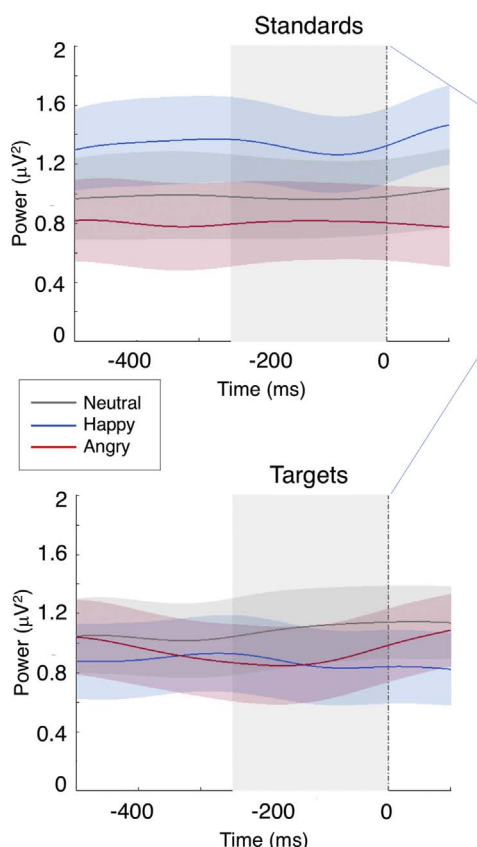 Standards
2
1.6
1.2
0.8
0.4
0
Power (μV²)
-400 -200 0
Time (ms)
Neutral
Happy
Angry
Targets
2
1.6
1.2
0.8
0.4
0
Power (μV²)
-400 -200 0
Time (ms)